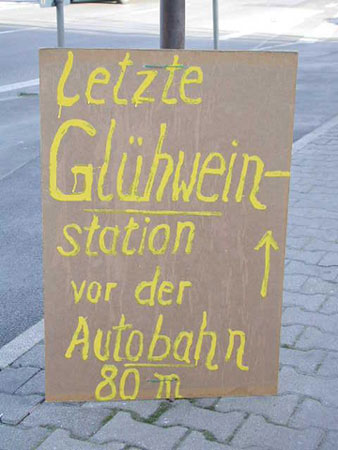 Letzte
Glühwein-
station
vor der
Autobahn
80 m